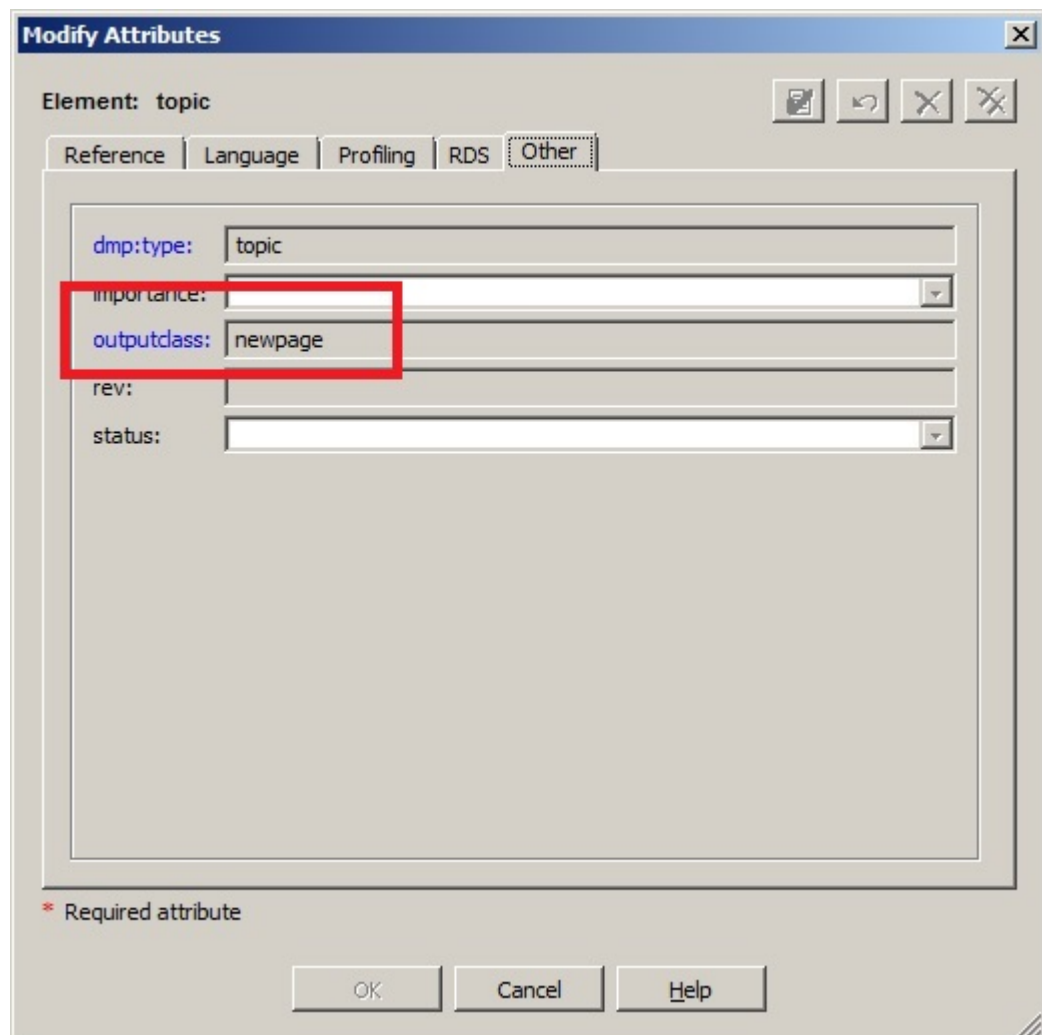 Modify Attributes
Element: topic
Reference Language Profiling RDS Other
dmp:type: topic
importance:
outputclass: newpage
rev:
status:
* Required attribute
OK Cancel Help